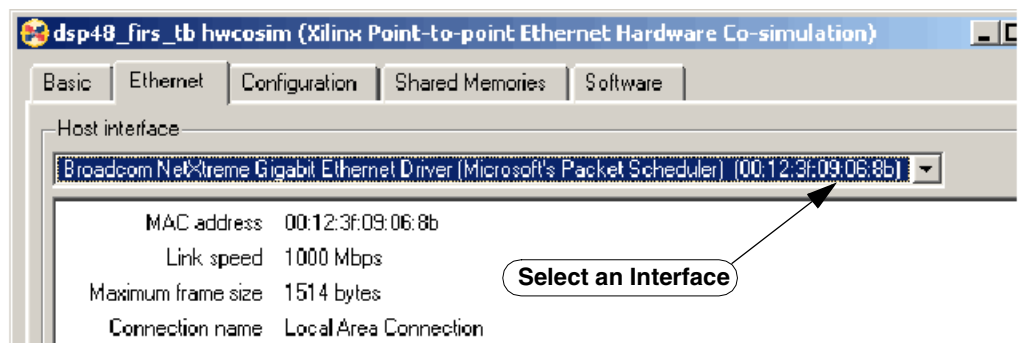 dsp48_firs_tb hwcosim (Xilinx Point-to-point Ethernet Hardware Co-simulation)
Basic Ethernet Configuration Shared Memories Software
Host interface
Broadcom NetXtreme Gigabit Ethernet Driver (Microsoft's Packet Scheduler) (00:12:3f:09:06:8b)
MAC address 00:12:3f:09:06:8b
Link speed 1000 Mbps
Select an Interface
Maximum frame size 1514 bytes
Connection name Local Area Connection